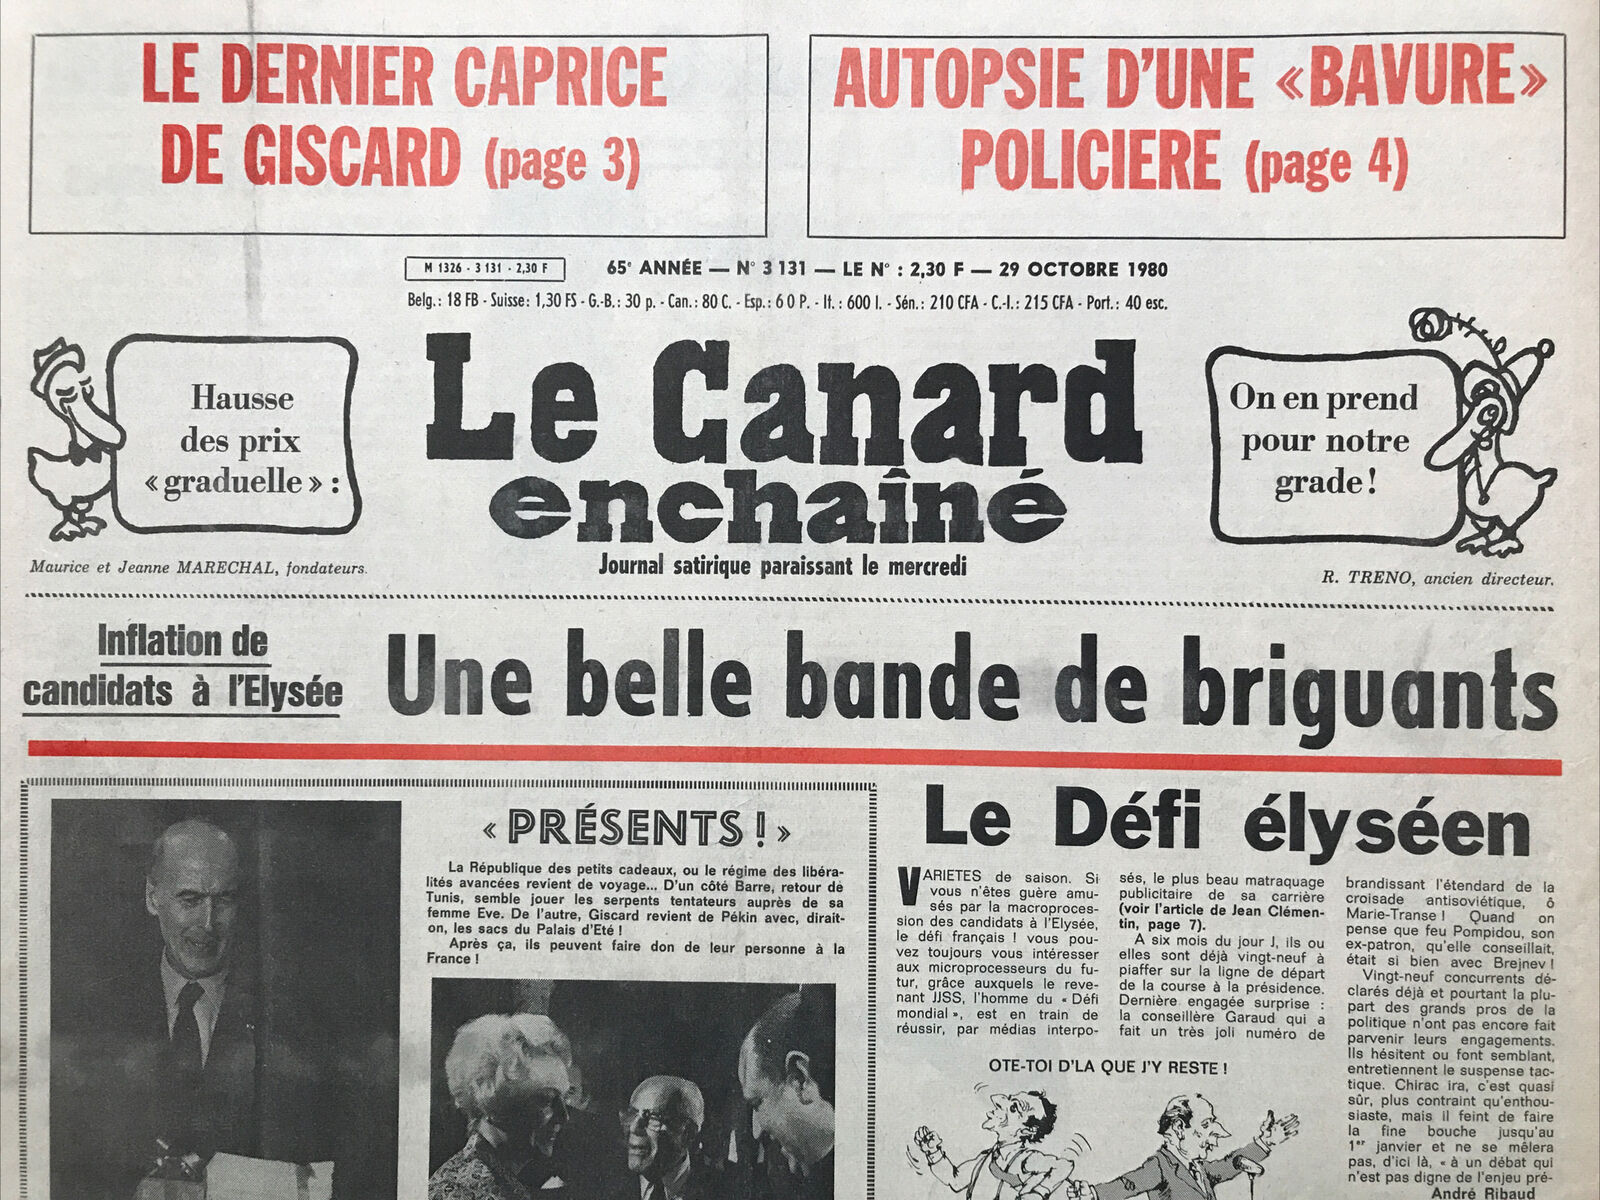 LE DERNIER CAPRICE
DE GISCARD (page 3)
AUTOPSIE D'UNE «BAVURE»
POLICIERE (page 4)
M 1326 - 3 131 - 2,30 F
65e ANNÉE — N° 3 131 — LE N° : 2,30 F — 29 OCTOBRE 1980
Belg.: 18 FB - Suisse: 1,30 FS - G.-B.: 30 p. - Can.: 80 C. - Esp.: 60 P. - It.: 600 l. - Sén.: 210 CFA - C.-I.: 215 CFA - Port.: 40 esc.
Hausse
des prix
« graduelle » :
Le Canard
enchaîné
Journal satirique paraissant le mercredi
On en prend
pour notre
grade !
Maurice et Jeanne MARECHAL, fondateurs.
R. TRENO, ancien directeur.
Inflation de
candidats à l'Elysée
Une belle bande de briguants
« PRÉSENTS ! »
La République des petits cadeaux, ou le régime des libéra-
lités avancées revient de voyage... D'un côté Barre, retour de
Tunis, semble jouer les serpents tentateurs auprès de sa
femme Eve. De l'autre, Giscard revient de Pékin avec, dirait-
on, les sacs du Palais d'Eté !
Après ça, ils peuvent faire don de leur personne à la
France !
Le Défi élyséen
VARIETES de saison. Si
vous n'êtes guère amu-
sés par la macroproces-
sion des candidats à l'Elysée,
le défi français ! vous pou-
vez toujours vous intéresser
aux microprocesseurs du fu-
tur, grâce auxquels le reve-
nant JJSS, l'homme du « Défi
mondial », est en train de
réussir, par médias interpo-
sés, le plus beau matraquage
publicitaire de sa carrière
(voir l'article de Jean Clémen-
tin, page 7).
A six mois du jour J, ils ou
elles sont déjà vingt-neuf à
piaffer sur la ligne de départ
de la course à la présidence.
Dernière engagée surprise :
la conseillère Garaud qui a
fait un très joli numéro de
brandissant l'étendard de la
croisade antisoviétique, ô
Marie-Transe ! Quand on
pense que feu Pompidou, son
ex-patron, qu'elle conseillait,
était si bien avec Brejnev !
Vingt-neuf concurrents dé-
clarés déjà et pourtant la plu-
part des grands pros de la
politique n'ont pas encore fait
parvenir leurs engagements.
Ils hésitent ou font semblant,
entretiennent le suspense tac-
tique. Chirac ira, c'est quasi
sûr, plus contraint qu'enthou-
siaste, mais il feint de faire
la fine bouche jusqu'au
1er janvier et ne se mêlera
pas, d'ici là, « à un débat qui
n'est pas digne de l'enjeu pré-
André Ribaud
OTE-TOI D'LA QUE J'Y RESTE !